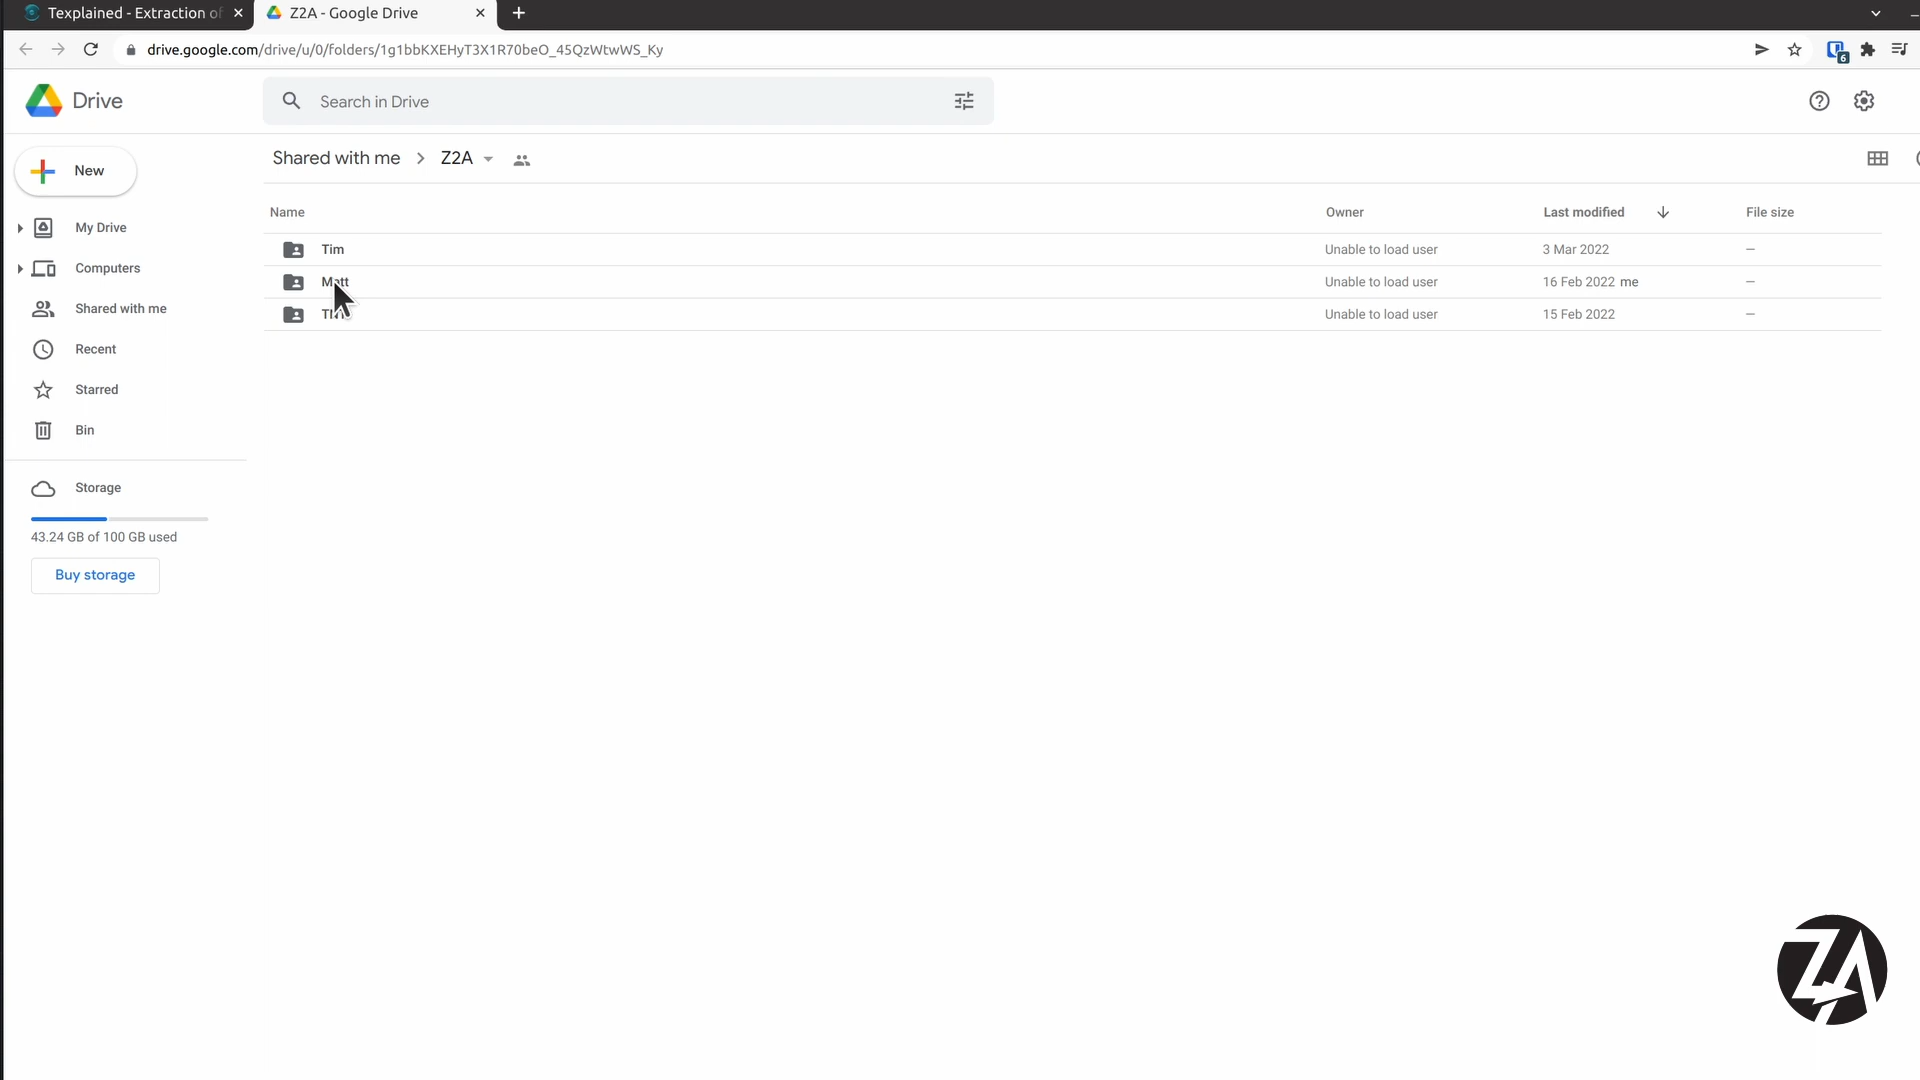 Texplained - Extraction of
Z2A - Google Drive
drive.google.com/drive/u/0/folders/1g1bbKXEHyT3X1R70beO_45QzWtwWS_Ky
6
Drive
Search in Drive
New
Shared with me
Z2A
My Drive
Computers
Shared with me
Recent
Starred
Bin
Storage
43.24 GB of 100 GB used
Buy storage
Name Owner Last modified File size
Tim Unable to load user 3 Mar 2022 —
Matt Unable to load user 16 Feb 2022 me —
Unable to load user 15 Feb 2022 —